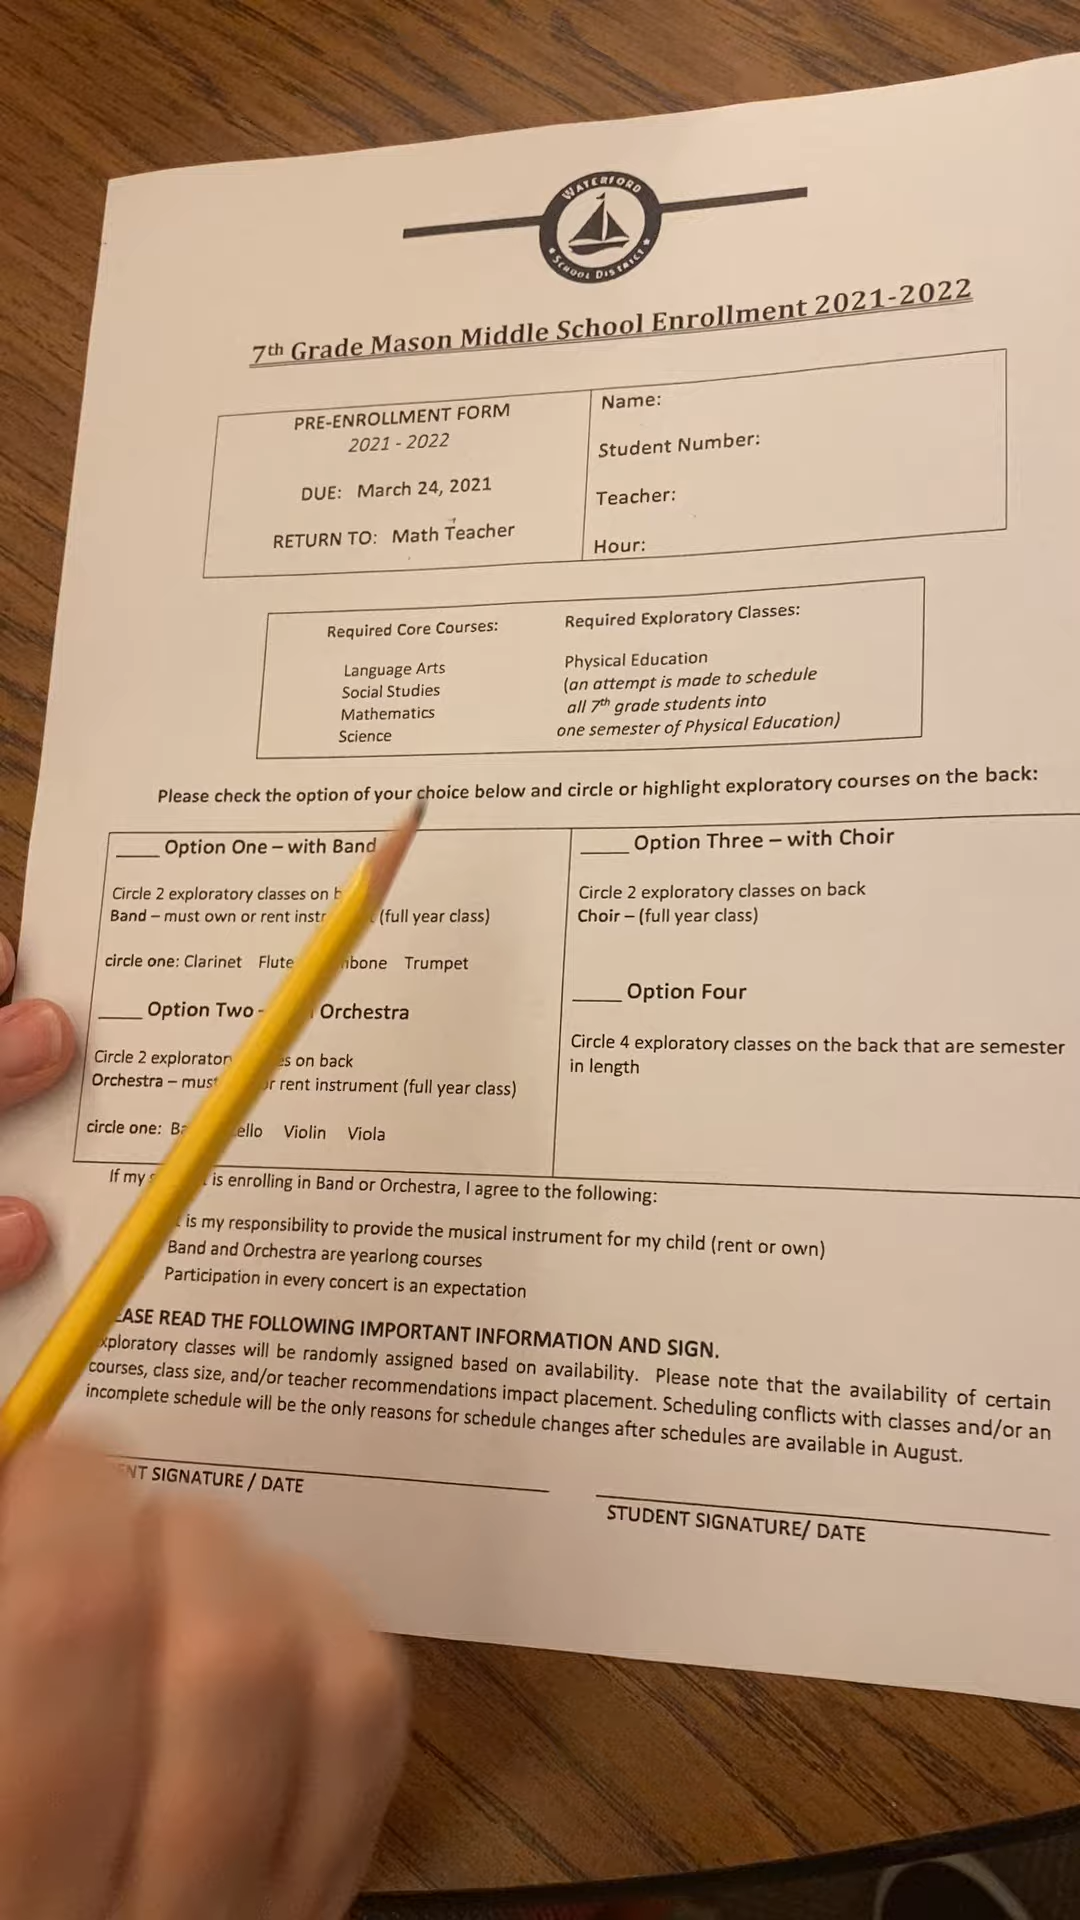 WATERFORD
SCHOOL DISTRICT
7th Grade Mason Middle School Enrollment 2021-2022
PRE-ENROLLMENT FORM
2021 - 2022
DUE: March 24, 2021
RETURN TO: Math Teacher
Name:
Student Number:
Teacher:
Hour:
Required Core Courses:
Language Arts
Social Studies
Mathematics
Science
Required Exploratory Classes:
Physical Education
(an attempt is made to schedule
all 7th grade students into
one semester of Physical Education)
Please check the option of your choice below and circle or highlight exploratory courses on the back:
_____ Option One – with Band
Circle 2 exploratory classes on
Band – must own or rent (full year class)
circle one: Clarinet Flute Trumpet
_____ Option Two - Orchestra
Circle 2 on back
Orchestra – must rent instrument (full year class)
circle one: Violin Viola
_____ Option Three – with Choir
Circle 2 exploratory classes on back
Choir – (full year class)
_____ Option Four
Circle 4 exploratory classes on the back that are semester
in length
If my is enrolling in Band or Orchestra, I agree to the following:
is my responsibility to provide the musical instrument for my child (rent or own)
Band and Orchestra are yearlong courses
Participation in every concert is an expectation
READ THE FOLLOWING IMPORTANT INFORMATION AND SIGN.
xploratory classes will be randomly assigned based on availability. Please note that the availability of certain
courses, class size, and/or teacher recommendations impact placement. Scheduling conflicts with classes and/or an
incomplete schedule will be the only reasons for schedule changes after schedules are available in August.
SIGNATURE / DATE
STUDENT SIGNATURE/ DATE